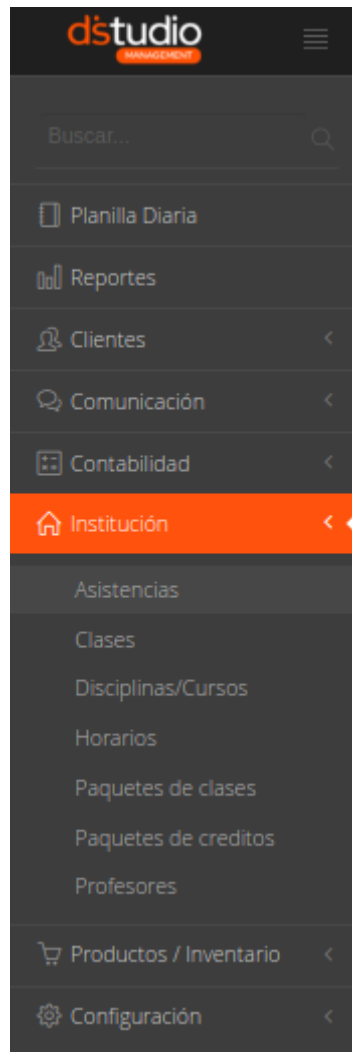 d'studio
MANAGEMENT
Buscar...
Planilla Diaria
Reportes
Clientes
Comunicación
Contabilidad
Institución
Asistencias
Clases
Disciplinas/Cursos
Horarios
Paquetes de clases
Paquetes de creditos
Profesores
Productos / Inventario
Configuración